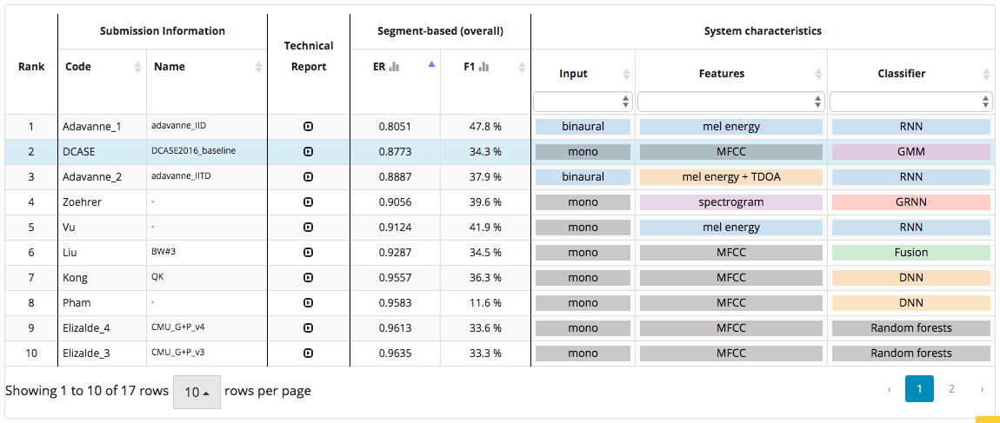 Submission Information Segment-based (overall) System characteristics
Technical
Rank Code Name Report ER F1
Input Features Classifier
1 Adavanne_1 adavanne_IID 0.8051 47.8 % binaural mel energy RNN
2 DCASE DCASE2016_baseline 0.8773 34.3 % mono MFCC GMM
3 Adavanne_2 adavanne_IITD 0.8887 37.9 % binaural mel energy + TDOA RNN
4 Zoehrer - 0.9056 39.6 % mono spectrogram GRNN
5 Vu - 0.9124 41.9 % mono mel energy RNN
6 Liu BW#3 0.9287 34.5 % mono MFCC Fusion
7 Kong QK 0.9557 36.3 % mono MFCC DNN
8 Pham - 0.9583 11.6 % mono MFCC DNN
9 Elizalde_4 CMU_G+P_v4 0.9613 33.6 % mono MFCC Random forests
10 Elizalde_3 CMU_G+P_v3 0.9635 33.3 % mono MFCC Random forests
Showing 1 to 10 of 17 rows 10 rows per page ‹ 1 2 ›